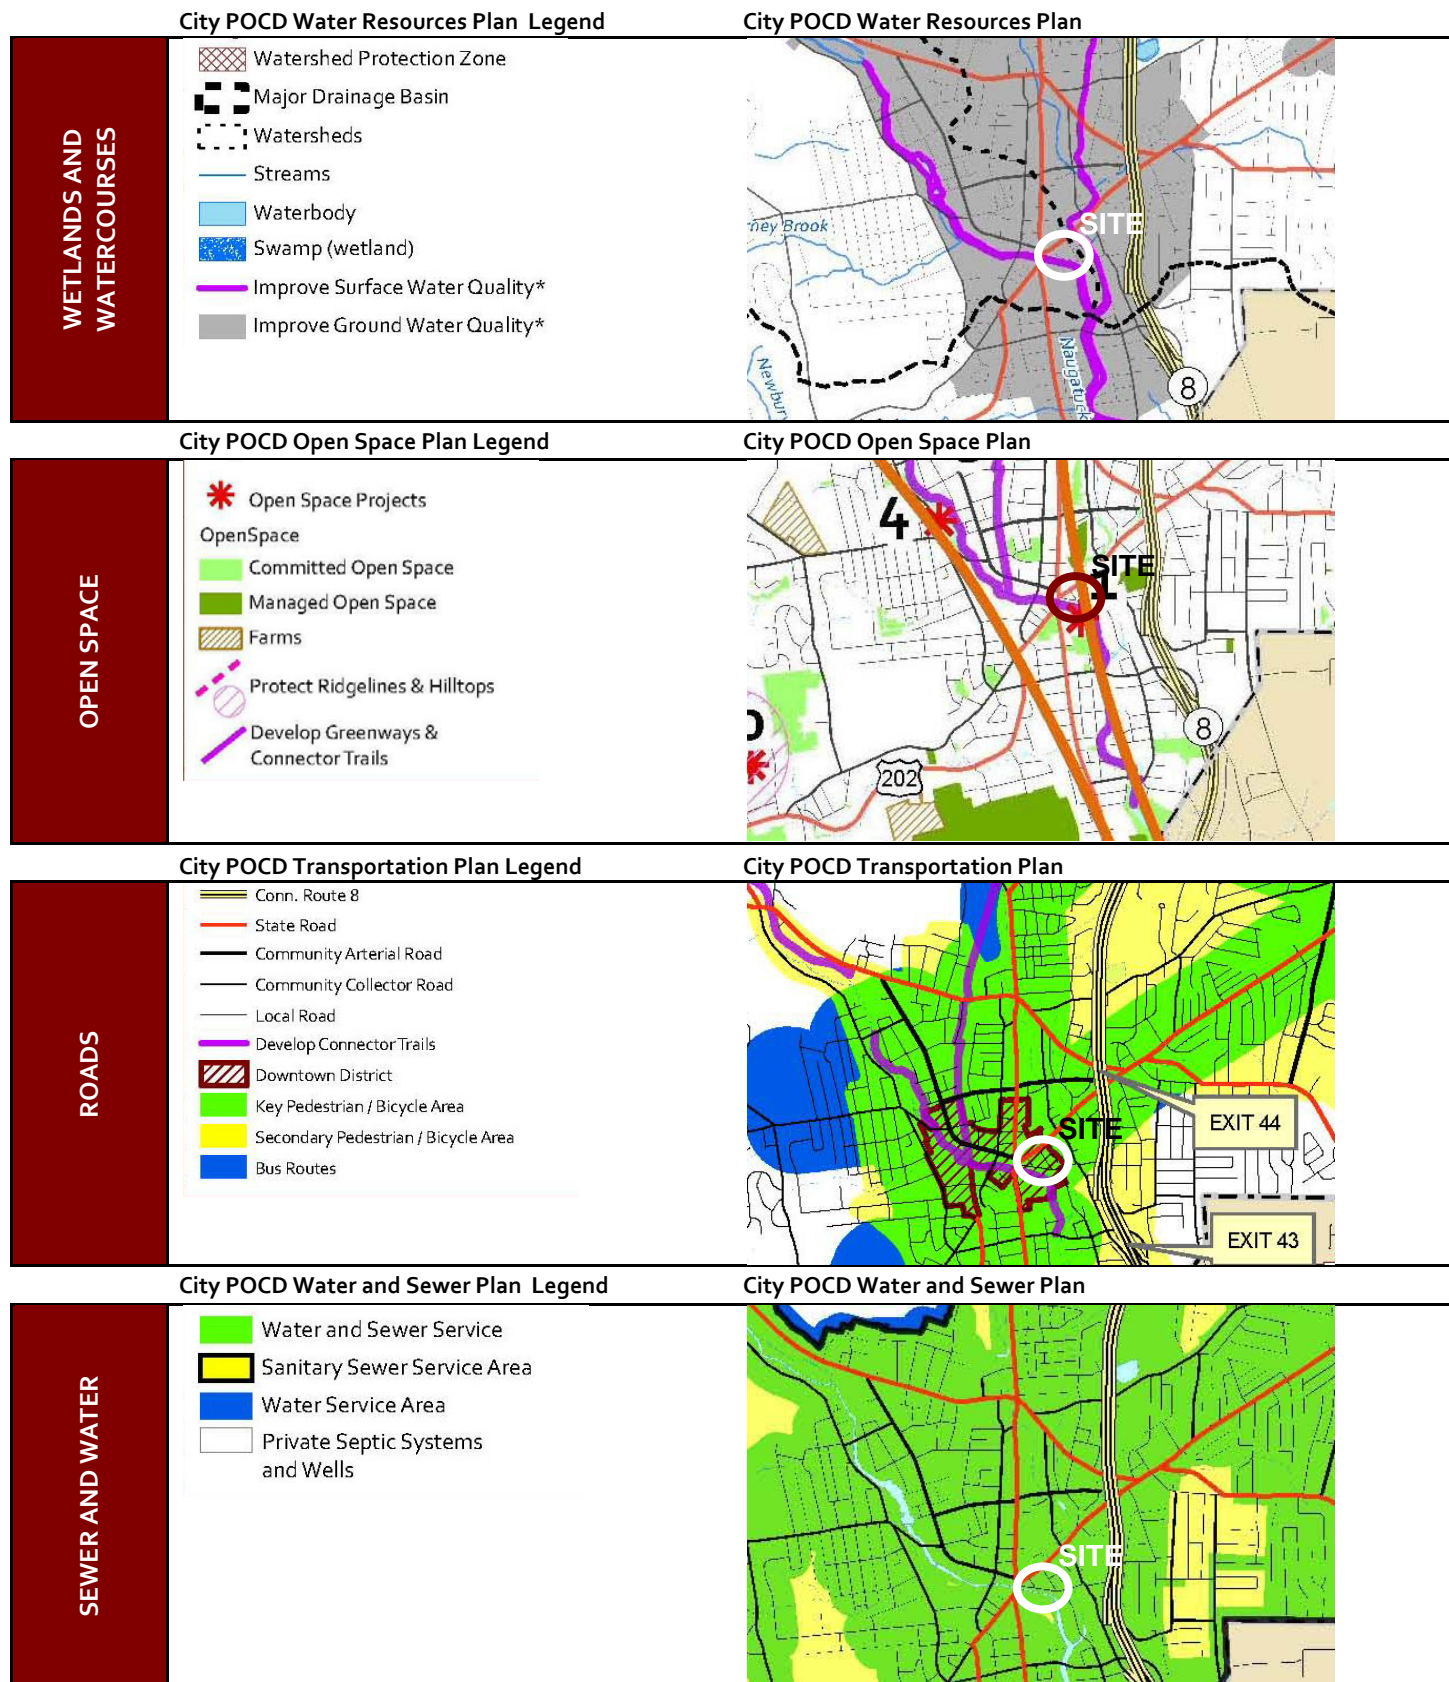 City POCD Water Resources Plan Legend
City POCD Water Resources Plan
WETLANDS AND
WATERCOURSES
Watershed Protection Zone
Major Drainage Basin
Watersheds
Streams
Waterbody
Swamp (wetland)
Improve Surface Water Quality*
Improve Ground Water Quality*
SITE
ney Brook
Newbur
Naugatuck
8
City POCD Open Space Plan Legend
City POCD Open Space Plan
OPEN SPACE
Open Space Projects
OpenSpace
Committed Open Space
Managed Open Space
Farms
Protect Ridgelines & Hilltops
Develop Greenways &
Connector Trails
4
SITE
1
8
202
City POCD Transportation Plan Legend
City POCD Transportation Plan
ROADS
Conn. Route 8
State Road
Community Arterial Road
Community Collector Road
Local Road
Develop Connector Trails
Downtown District
Key Pedestrian / Bicycle Area
Secondary Pedestrian / Bicycle Area
Bus Routes
EXIT 44
SITE
EXIT 43
City POCD Water and Sewer Plan Legend
City POCD Water and Sewer Plan
SEWER AND WATER
Water and Sewer Service
Sanitary Sewer Service Area
Water Service Area
Private Septic Systems
and Wells
SITE